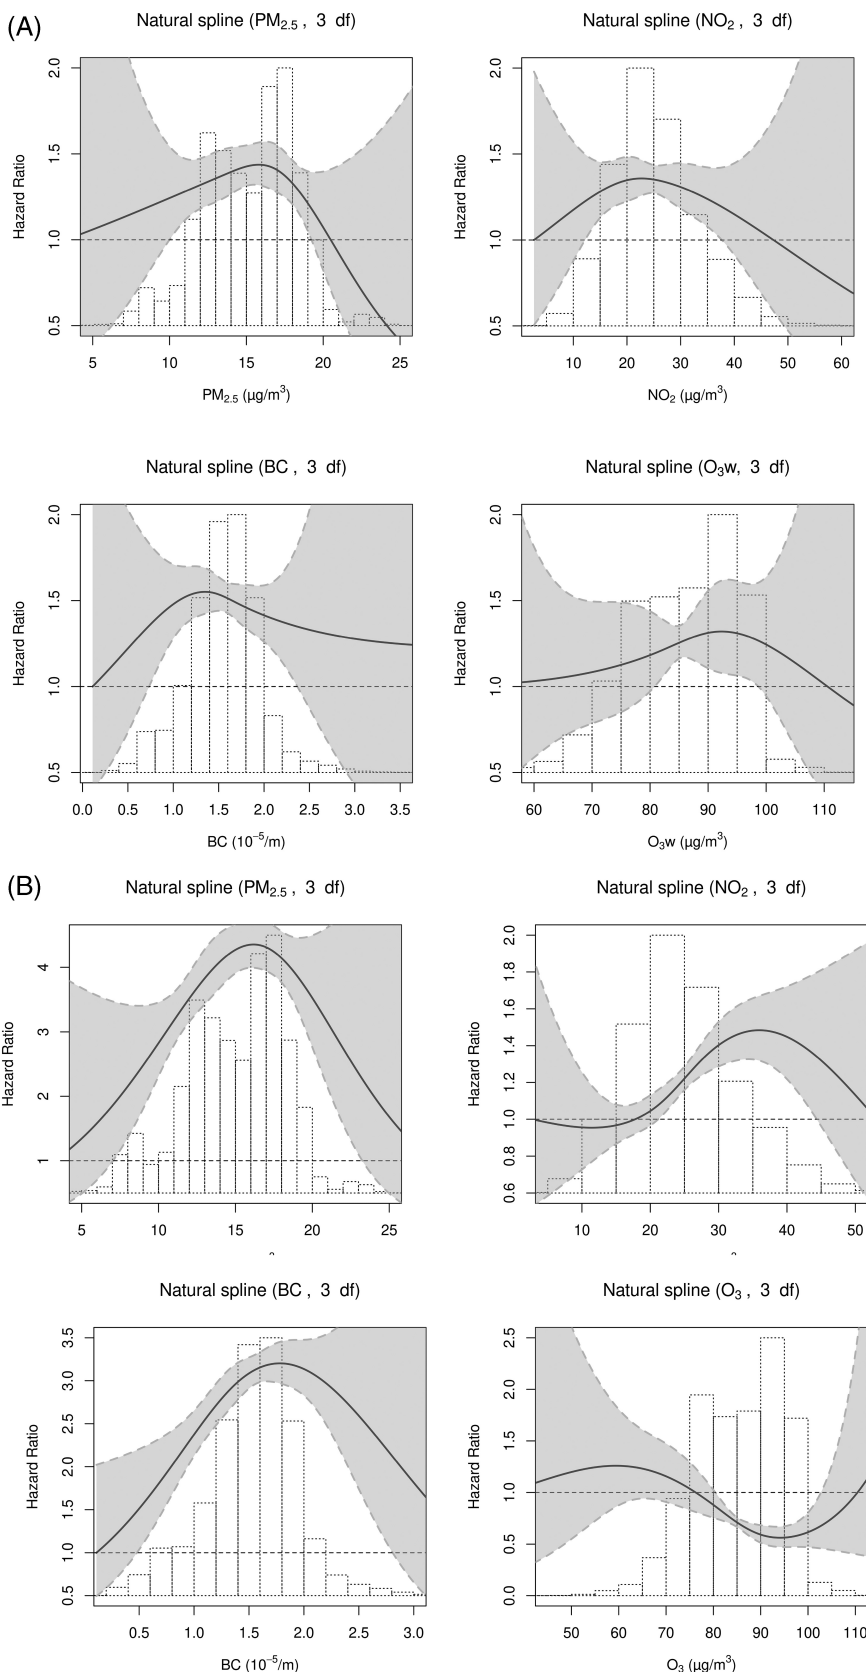 (A)
Natural spline (PM2.5 , 3 df)
Hazard Ratio
2.0
1.5
1.0
0.5
5 10 15 20 25
PM2.5 (µg/m3)
Natural spline (NO2 , 3 df)
Hazard Ratio
2.0
1.5
1.0
0.5
10 20 30 40 50 60
NO2 (µg/m3)
Natural spline (BC , 3 df)
Hazard Ratio
2.0
1.5
1.0
0.5
0.0 0.5 1.0 1.5 2.0 2.5 3.0 3.5
BC (10−5/m)
Natural spline (O3w, 3 df)
Hazard Ratio
2.0
1.5
1.0
0.5
60 70 80 90 100 110
O3w (µg/m3)
(B)
Natural spline (PM2.5 , 3 df)
Hazard Ratio
4
3
2
1
5 10 15 20 25
Natural spline (NO2 , 3 df)
Hazard Ratio
2.0
1.8
1.6
1.4
1.2
1.0
0.8
0.6
10 20 30 40 50
Natural spline (BC , 3 df)
Hazard Ratio
3.5
3.0
2.5
2.0
1.5
1.0
0.5
0.5 1.0 1.5 2.0 2.5 3.0
BC (10−5/m)
Natural spline (O3 , 3 df)
Hazard Ratio
2.5
2.0
1.5
1.0
0.5
0.0
50 60 70 80 90 100 110
O3 (µg/m3)